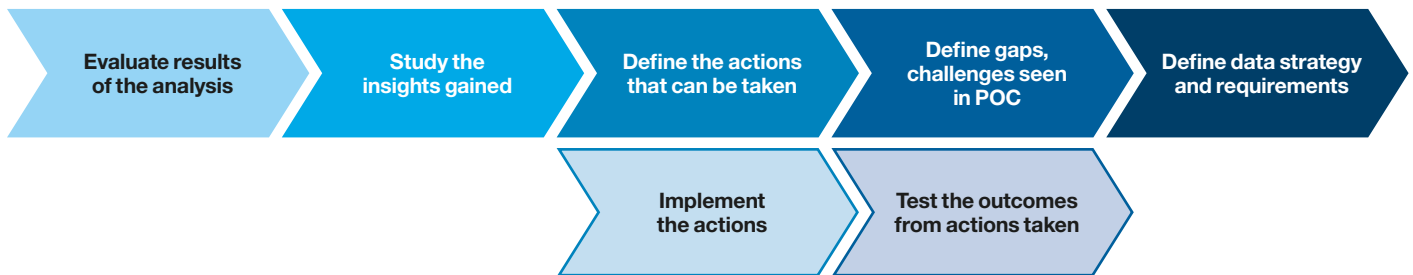 Evaluate results
of the analysis
Study the
insights gained
Define the actions
that can be taken
Define gaps,
challenges seen
in POC
Define data strategy
and requirements
Implement
the actions
Test the outcomes
from actions taken